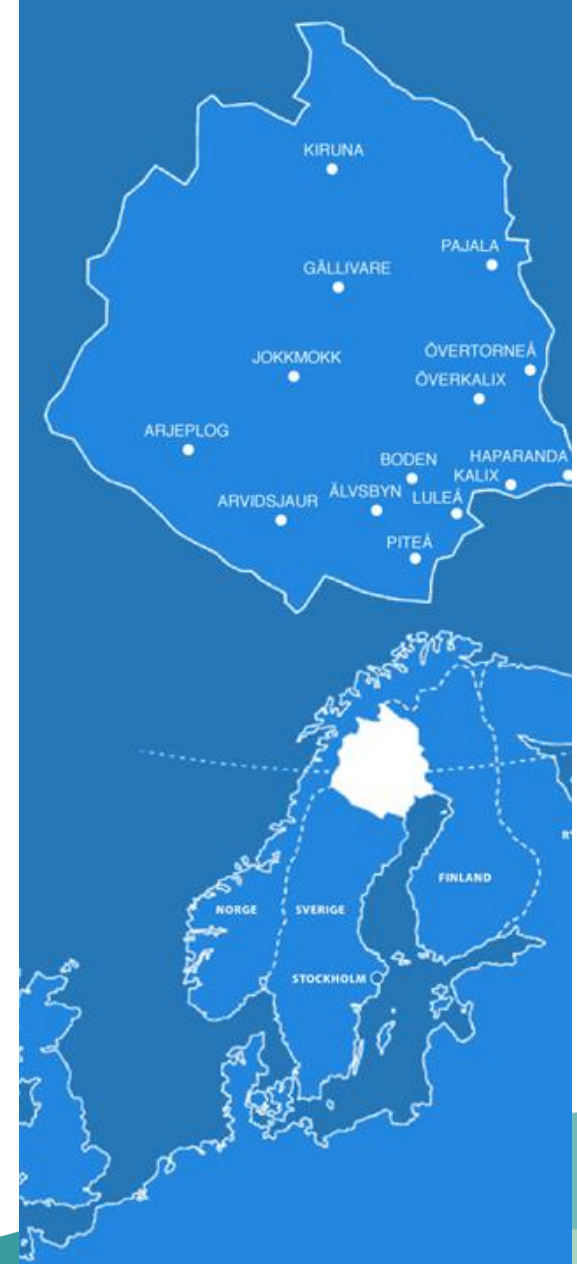 KIRUNA
PAJALA
GÄLLIVARE
ÖVERTORNEÅ
JOKKMOKK
ÖVERKALIX
ARJEPLOG
BODEN
HAPARANDA
KALIX
ÄLVSBYN
LULEÅ
ARVIDSJAUR
PITEÅ
FINLAND
NORGE
SVERIGE
STOCKHOLM